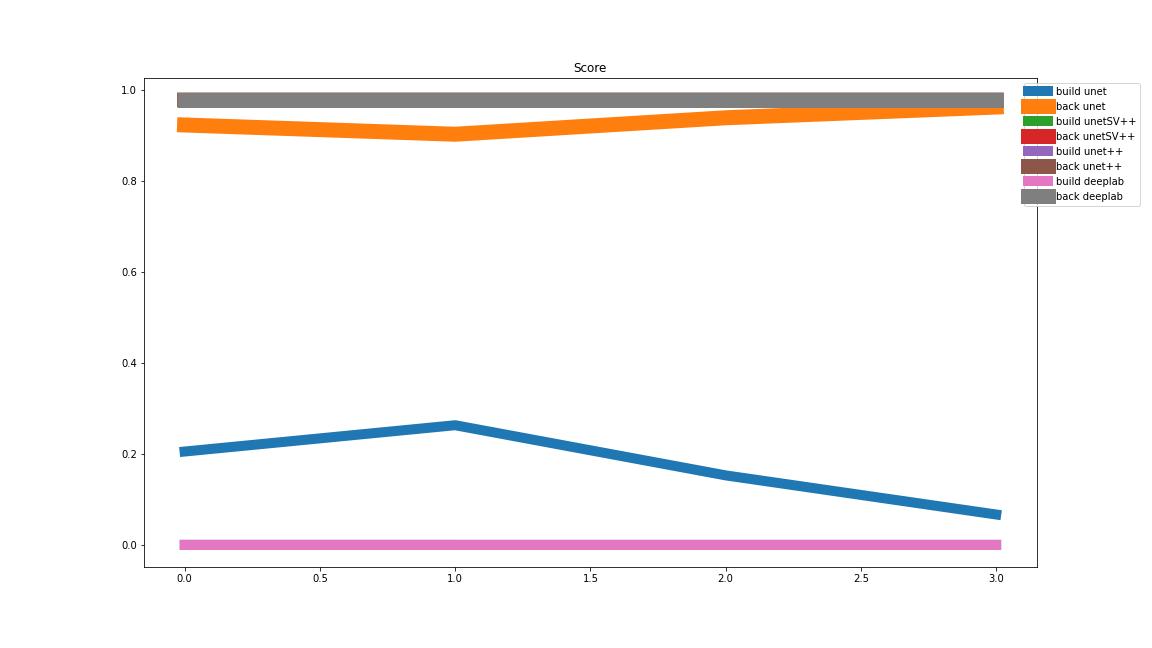 Score
1.0
0.8
0.6
0.4
0.2
0.0
0.0
0.5
1.0
1.5
2.0
2.5
3.0
build unet
back unet
build unetSV++
back unetSV++
build unet++
back unet++
build deeplab
back deeplab